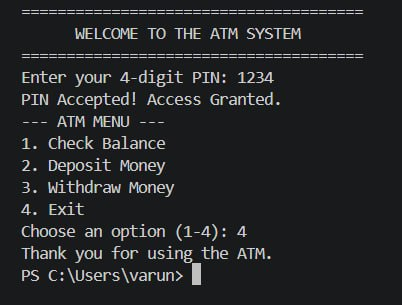 ======================================
WELCOME TO THE ATM SYSTEM
======================================
Enter your 4-digit PIN: 1234
PIN Accepted! Access Granted.
--- ATM MENU ---
1. Check Balance
2. Deposit Money
3. Withdraw Money
4. Exit
Choose an option (1-4): 4
Thank you for using the ATM.
PS C:\Users\varun>